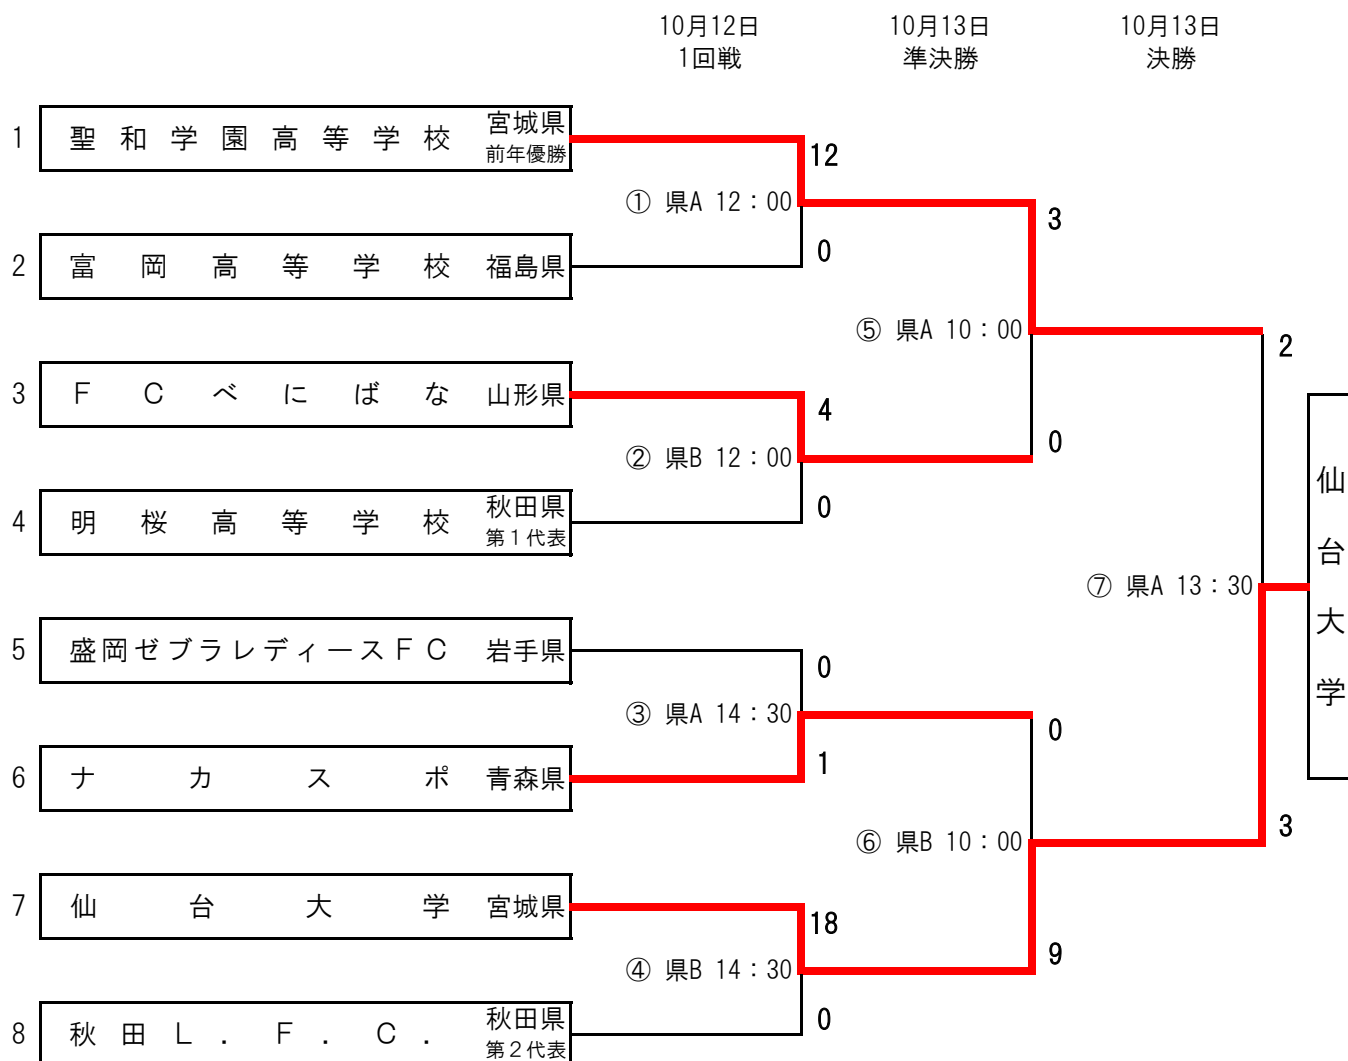 10月12日 10月13日 10月13日
1回戦 準決勝 決勝
1 聖和学園高等学校 宮城県
前年優勝
12
① 県A 12：00
3
2 富岡高等学校 福島県
0
⑤ 県A 10：00
2
3 ＦＣべにばな 山形県
4
② 県B 12：00
0
4 明桜高等学校 秋田県
第１代表
0
⑦ 県A 13：30
仙台大学
5 盛岡ゼブラレディースＦＣ 岩手県
0
③ 県A 14：30
0
6 ナカスポ 青森県
1
⑥ 県B 10：00
3
7 仙台大学 宮城県
18
④ 県B 14：30
9
8 秋田Ｌ．Ｆ．Ｃ． 秋田県
第２代表
0